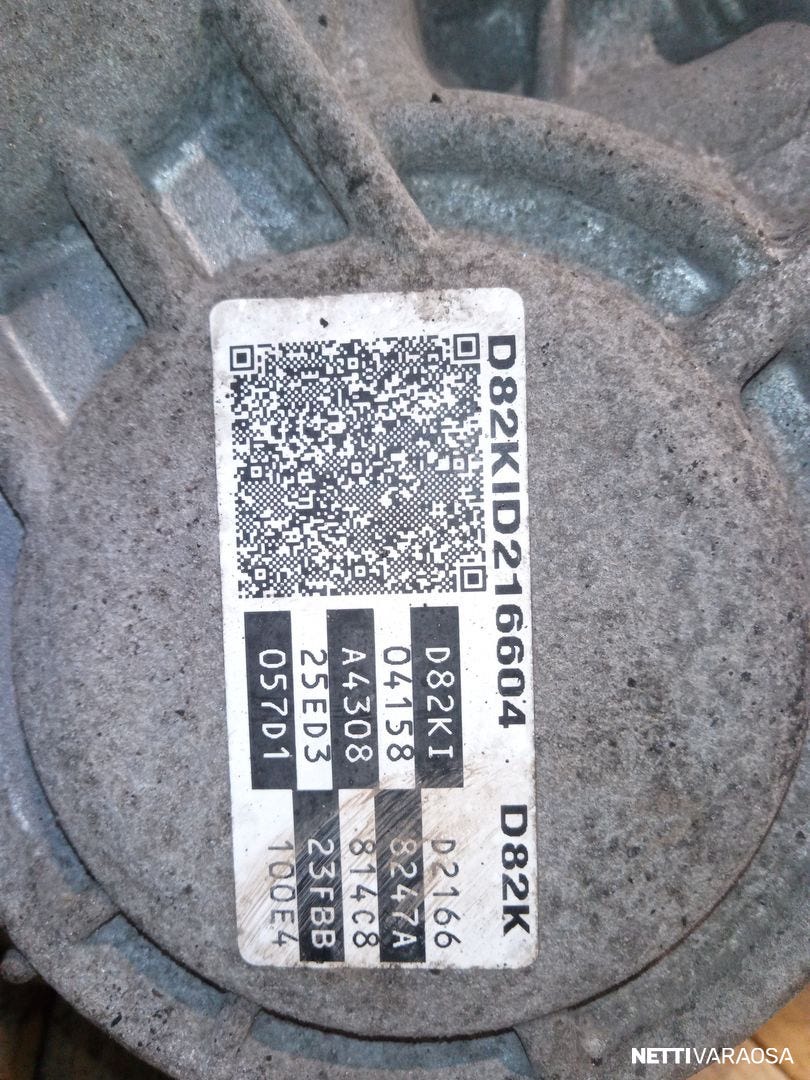 D82KID216604 D82K
D82KI D2166
04158 8247A
A4308 814C8
25ED3 23FBB
057D1 100E4
NETTIVARAOSA